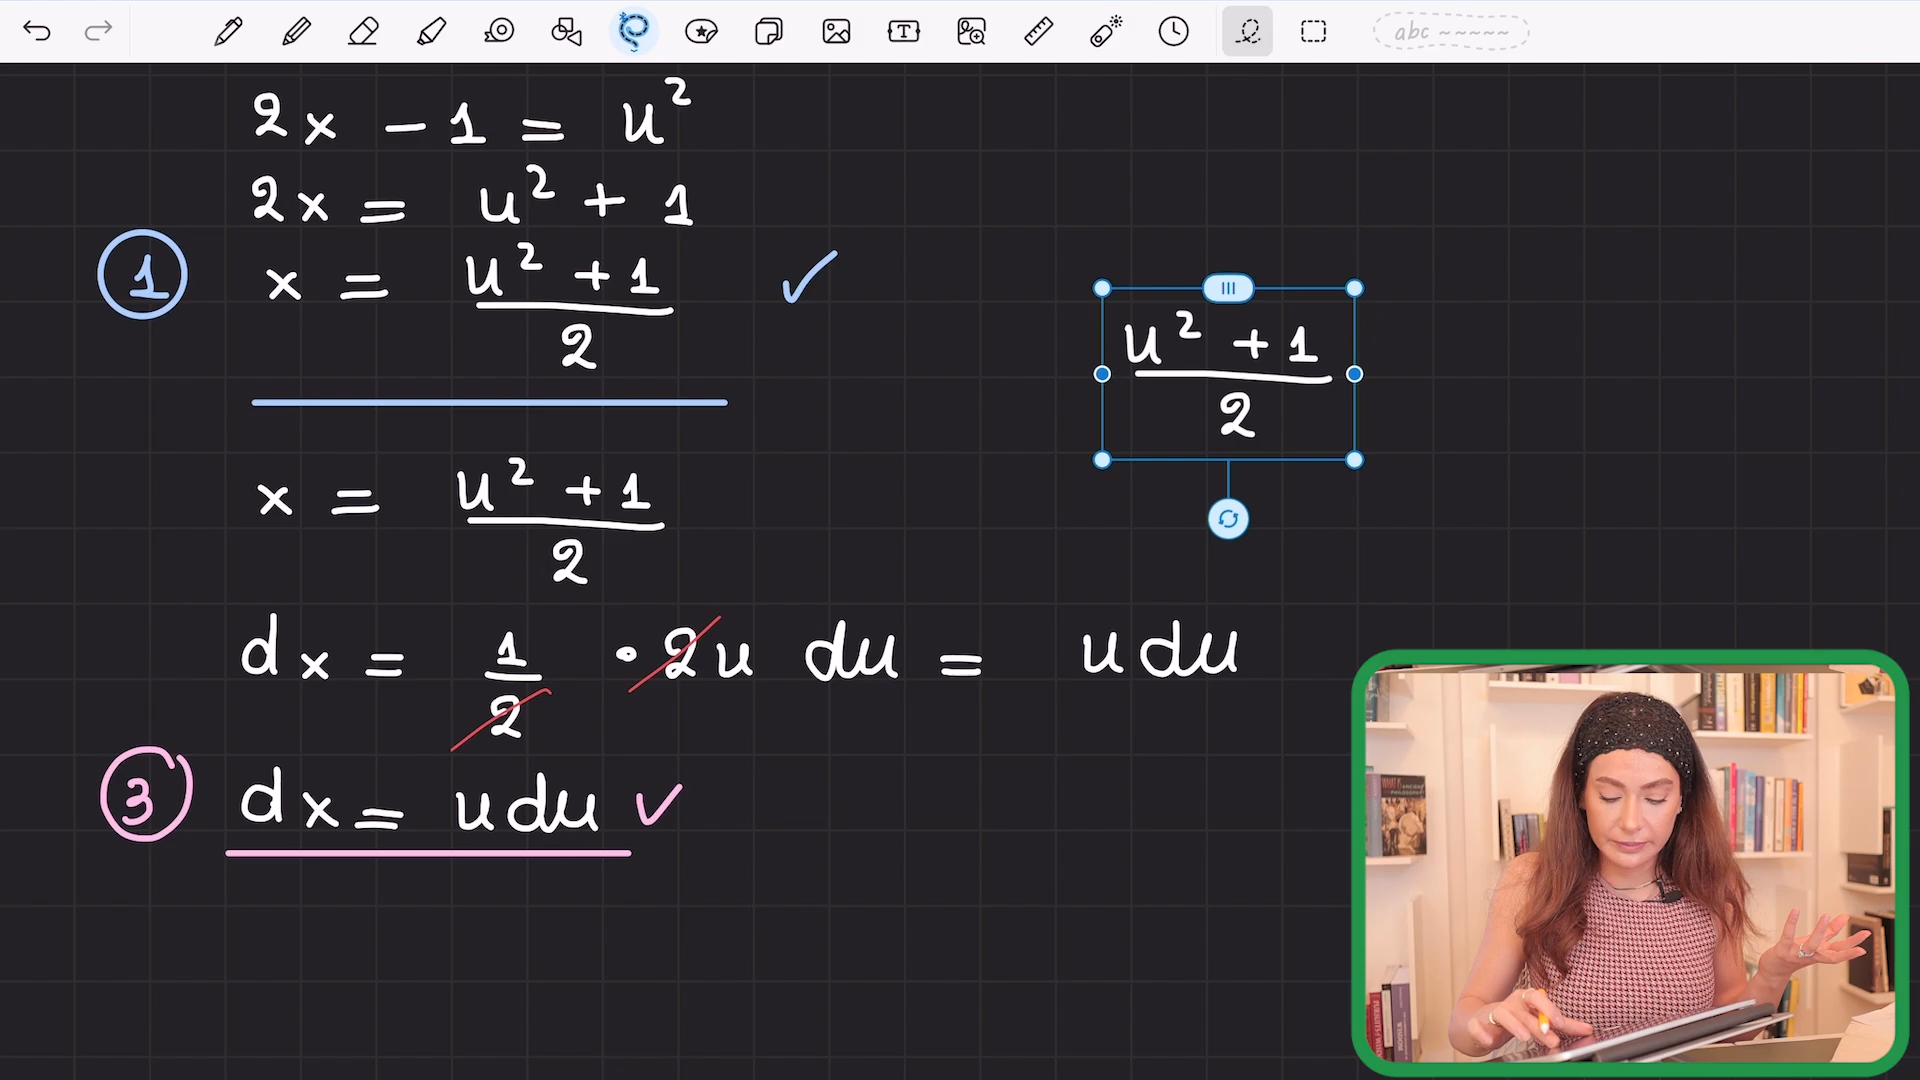 abc
2x - 1 = u²
2x = u² + 1
① x = (u² + 1)/2 ✓
(u² + 1)/2
x = (u² + 1)/2
dx = 1/2 · 2u du = u du
③ dx = u du ✓